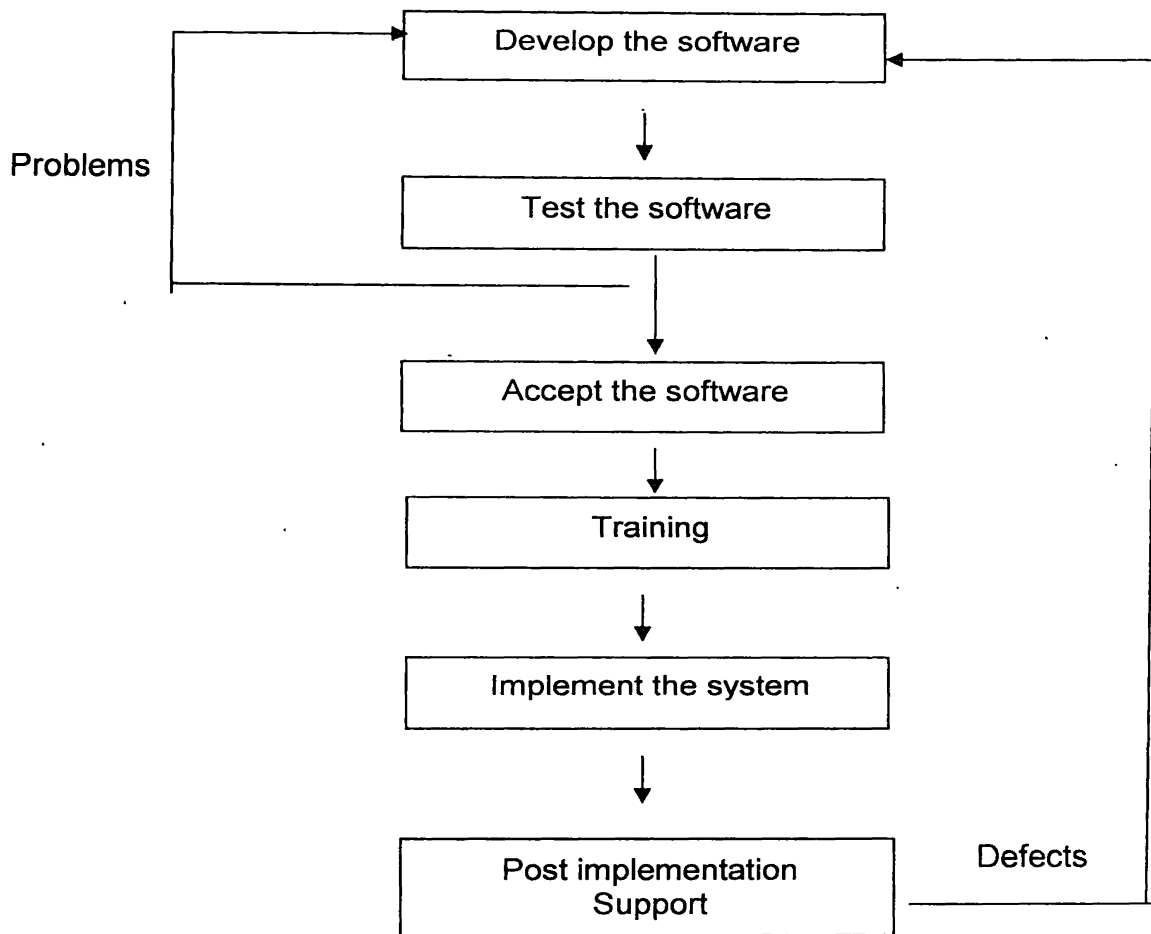 Develop the software
Problems
Test the software
Accept the software
Training
Implement the system
Post implementation
Support
Defects